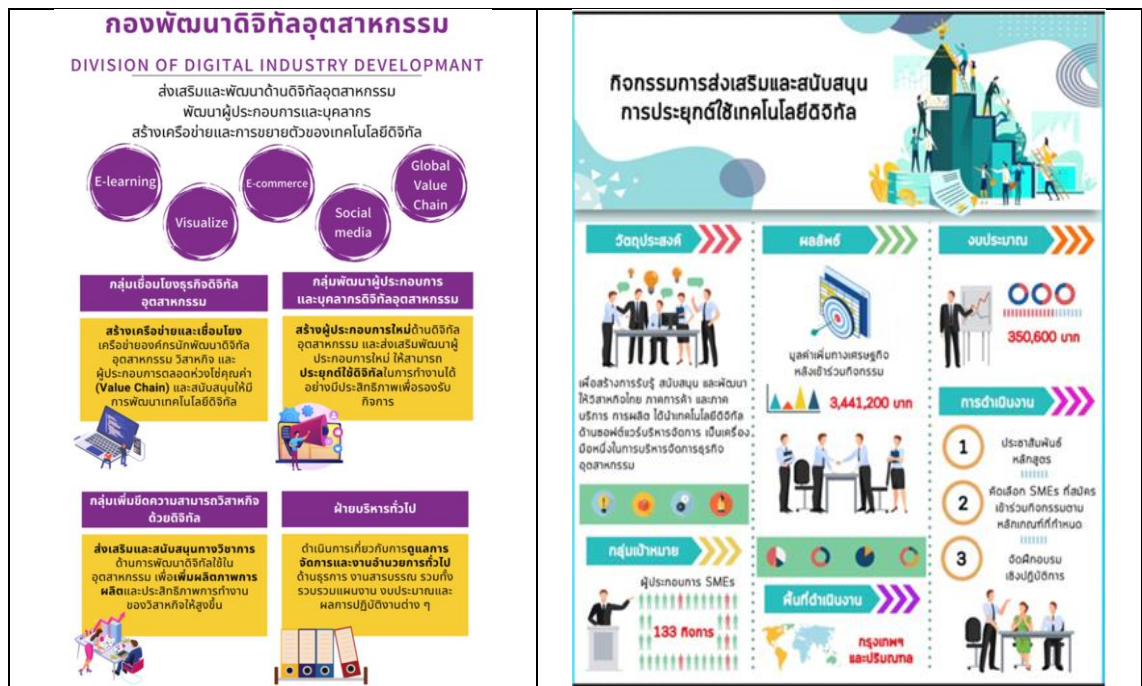 กองพัฒนาดิจิทัลอุตสาหกรรม
DIVISION OF DIGITAL INDUSTRY DEVELOPMANT
ส่งเสริมและพัฒนาด้านดิจิทัลอุตสาหกรรม
พัฒนาผู้ประกอบการและบุคลากร
สร้างเครือข่ายและการขยายตัวของเทคโนโลยีดิจิทัล
E-learning
Visualize
E-commerce
Social
media
Global
Value
Chain
กลุ่มเชื่อมโยงธุรกิจดิจิทัล
อุตสาหกรรม
สร้างเครือข่ายและเชื่อมโยง
เครือข่ายองค์กรนักพัฒนาดิจิทัล
อุตสาหกรรม วิสาหกิจ และ
ผู้ประกอบการตลอดห่วงโซ่คุณค่า
(Value Chain) และสนับสนุนให้มี
การพัฒนาเทคโนโลยีดิจิทัล
กลุ่มพัฒนาผู้ประกอบการ
และบุคลากรดิจิทัลอุตสาหกรรม
สร้างผู้ประกอบการใหม่ด้านดิจิทัล
อุตสาหกรรม และส่งเสริมพัฒนาผู้
ประกอบการใหม่ ให้สามารถ
ประยุกต์ใช้ดิจิทัลในการทำงานได้
อย่างมีประสิทธิภาพเพื่อรองรับ
กิจการ
กลุ่มเพิ่มขีดความสามารถวิสาหกิจ
ด้วยดิจิทัล
ส่งเสริมและสนับสนุนทางวิชาการ
ด้านการพัฒนาดิจิทัลใช้ใน
อุตสาหกรรม เพื่อเพิ่มผลิตภาพการ
ผลิตและประสิทธิภาพการทำงาน
ของวิสาหกิจให้สูงขึ้น
ฝ่ายบริหารทั่วไป
ดำเนินการเกี่ยวกับการดูแลการ
จัดการและงานอำนวยการทั่วไป
ด้านธุรการ งานสารบรรณ รวมทั้ง
รวบรวมแผนงาน งบประมาณและ
ผลการปฏิบัติงานต่าง ๆ
กิจกรรมการส่งเสริมและสนับสนุน
การประยุกต์ใช้เทคโนโลยีดิจิทัล
วัตถุประสงค์
เพื่อสร้างการรับรู้ สนับสนุน และพัฒนา
ให้วิสาหกิจไทย ภาคการค้า และภาค
บริการ การผลิต ได้นำเทคโนโลยีดิจิทัล
ด้านซอฟต์แวร์บริหารจัดการ เป็นเครื่อง
มือหนึ่งในการบริหารจัดการธุรกิจ
อุตสาหกรรม
กลุ่มเป้าหมาย
ผู้ประกอบการ SMEs
133 กิจการ
ผลลัพธ์
มูลค่าเพิ่มทางเศรษฐกิจ
หลังเข้าร่วมกิจกรรม
3,441,200 บาท
พื้นที่ดำเนินงาน
กรุงเทพฯ
และปริมณฑล
งบประมาณ
350,600 บาท
การดำเนินงาน
1
ประชาสัมพันธ์
หลักสูตร
2
คัดเลือก SMEs ที่สมัคร
เข้าร่วมกิจกรรมตาม
หลักเกณฑ์ที่กำหนด
3
จัดฝึกอบรม
เชิงปฏิบัติการ